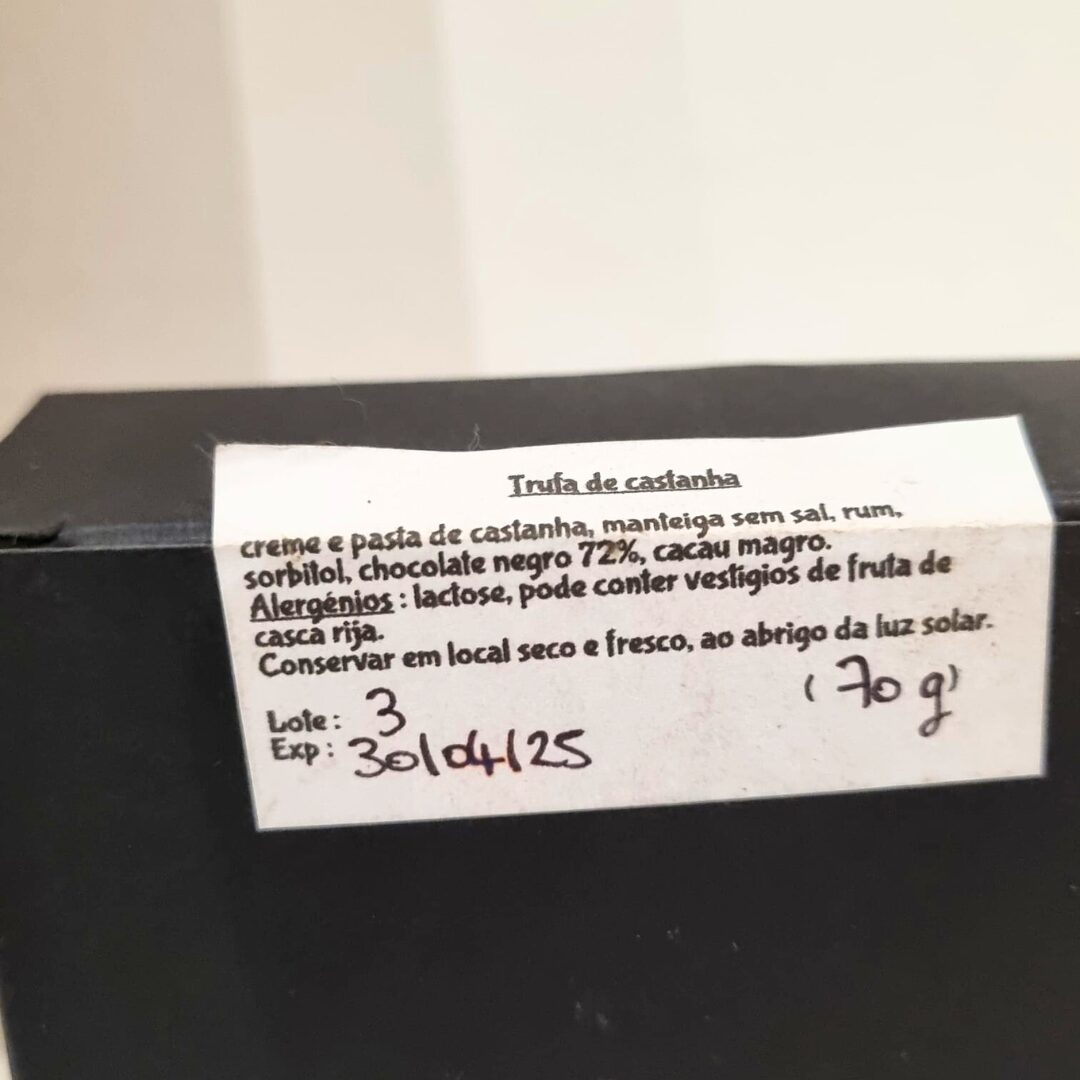 Trufa de castanha
creme e pasta de castanha, manteiga sem sal, rum,
sorbitol, chocolate negro 72%, cacau magro.
Alergénios : lactose, pode conter vestígios de fruta de
casca rija.
Conservar em local seco e fresco, ao abrigo da luz solar.
Lote : 3
(70 g)
Exp : 30/04/25